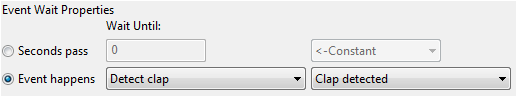 Event Wait Properties
Wait Until:
Seconds pass 0 <-Constant
Event happens Detect clap Clap detected